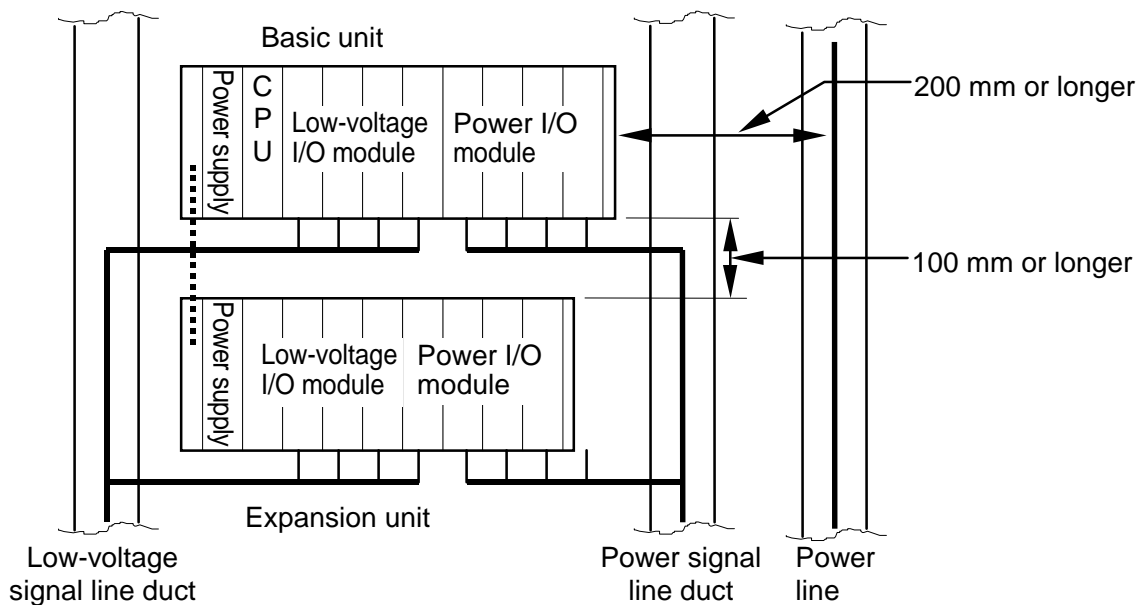 Basic unit
Power supply
C
P
U
Low-voltage
I/O module
Power I/O
module
200 mm or longer
100 mm or longer
Power supply
Low-voltage
I/O module
Power I/O
module
Expansion unit
Low-voltage
signal line duct
Power signal
line duct
Power
line